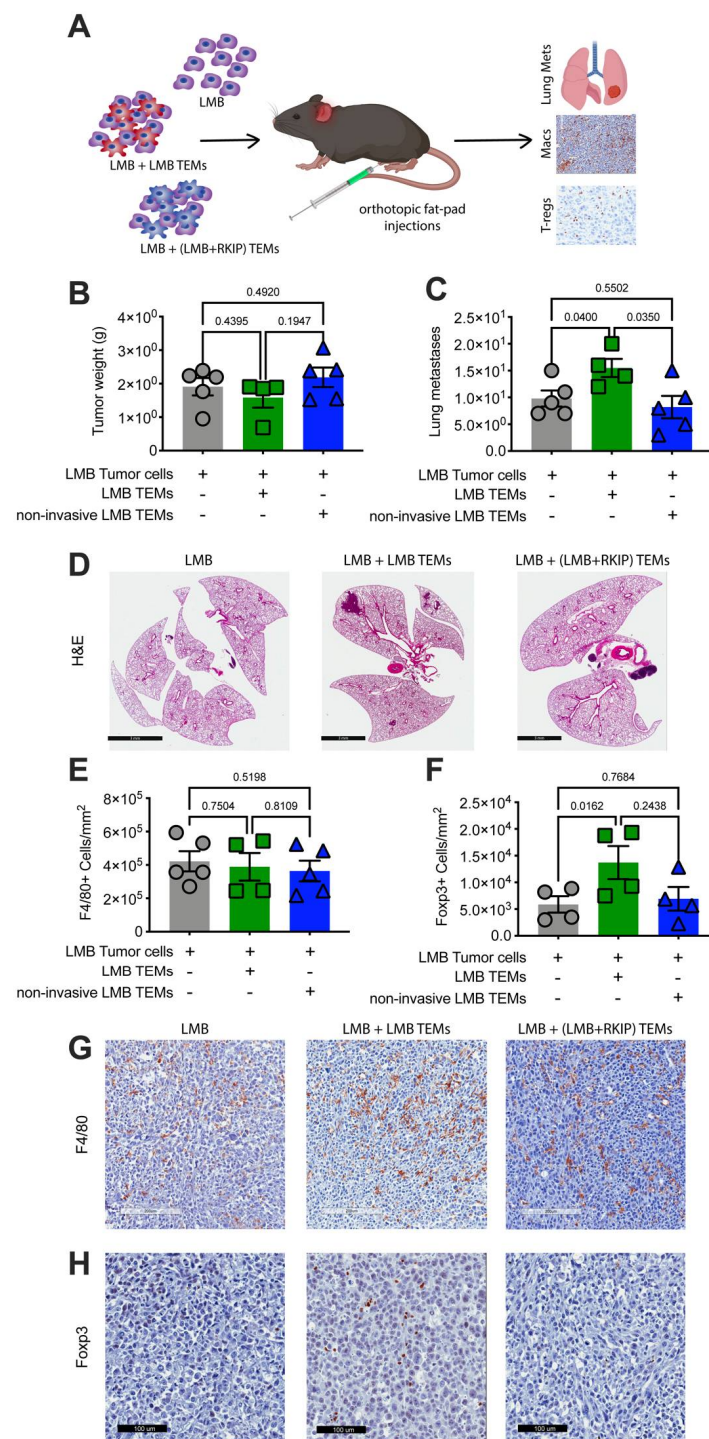 A
LMB
LMB + LMB TEMs
LMB + (LMB+RKIP) TEMs
orthotopic fat-pad
injections
Lung Mets
Macs
T-regs
B
0.4920
0.4395
0.1947
Tumor weight (g)
4×10⁰
3×10⁰
2×10⁰
1×10⁰
0
LMB Tumor cells + + +
LMB TEMs - + -
non-invasive LMB TEMs - - +
C
0.5502
0.0400
0.0350
Lung metastases
2.5×10¹
2.0×10¹
1.5×10¹
1.0×10¹
5.0×10⁰
0.0
LMB Tumor cells + + +
LMB TEMs - + -
non-invasive LMB TEMs - - +
D
LMB
LMB + LMB TEMs
LMB + (LMB+RKIP) TEMs
H&E
E
0.5198
0.7504
0.8109
F4/80+ Cells/mm²
8×10⁵
6×10⁵
4×10⁵
2×10⁵
0
LMB Tumor cells + + +
LMB TEMs - + -
non-invasive LMB TEMs - - +
F
0.7684
0.0162
0.2438
Foxp3+ Cells/mm²
2.5×10⁴
2.0×10⁴
1.5×10⁴
1.0×10⁴
5.0×10³
0.0
LMB Tumor cells + + +
LMB TEMs - + -
non-invasive LMB TEMs - - +
G
LMB
LMB + LMB TEMs
LMB + (LMB+RKIP) TEMs
F4/80
H
Foxp3
100 um
100 um
100 um